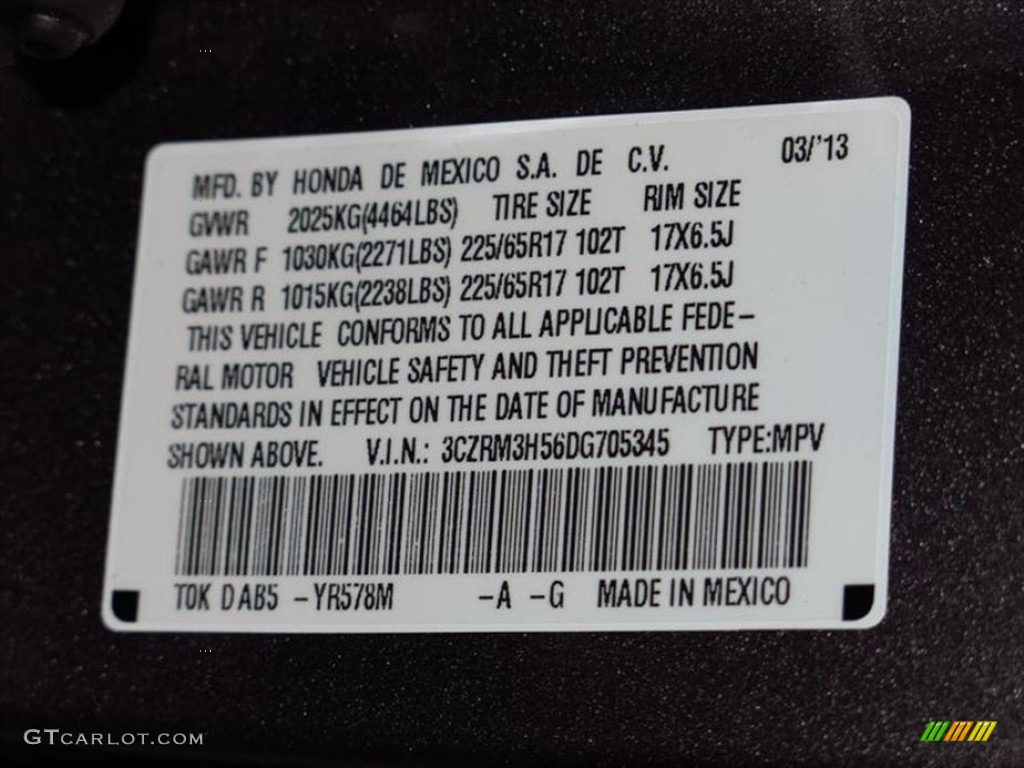 MFD. BY HONDA DE MEXICO S.A. DE C.V. 03/'13
GVWR 2025KG(4464LBS) TIRE SIZE RIM SIZE
GAWR F 1030KG(2271LBS) 225/65R17 102T 17X6.5J
GAWR R 1015KG(2238LBS) 225/65R17 102T 17X6.5J
THIS VEHICLE CONFORMS TO ALL APPLICABLE FEDE-
RAL MOTOR VEHICLE SAFETY AND THEFT PREVENTION
STANDARDS IN EFFECT ON THE DATE OF MANUFACTURE
SHOWN ABOVE. V.I.N.: 3CZRM3H56DG705345 TYPE:MPV
T0K D AB5 -YR578M -A -G MADE IN MEXICO
GTCARLOT.COM